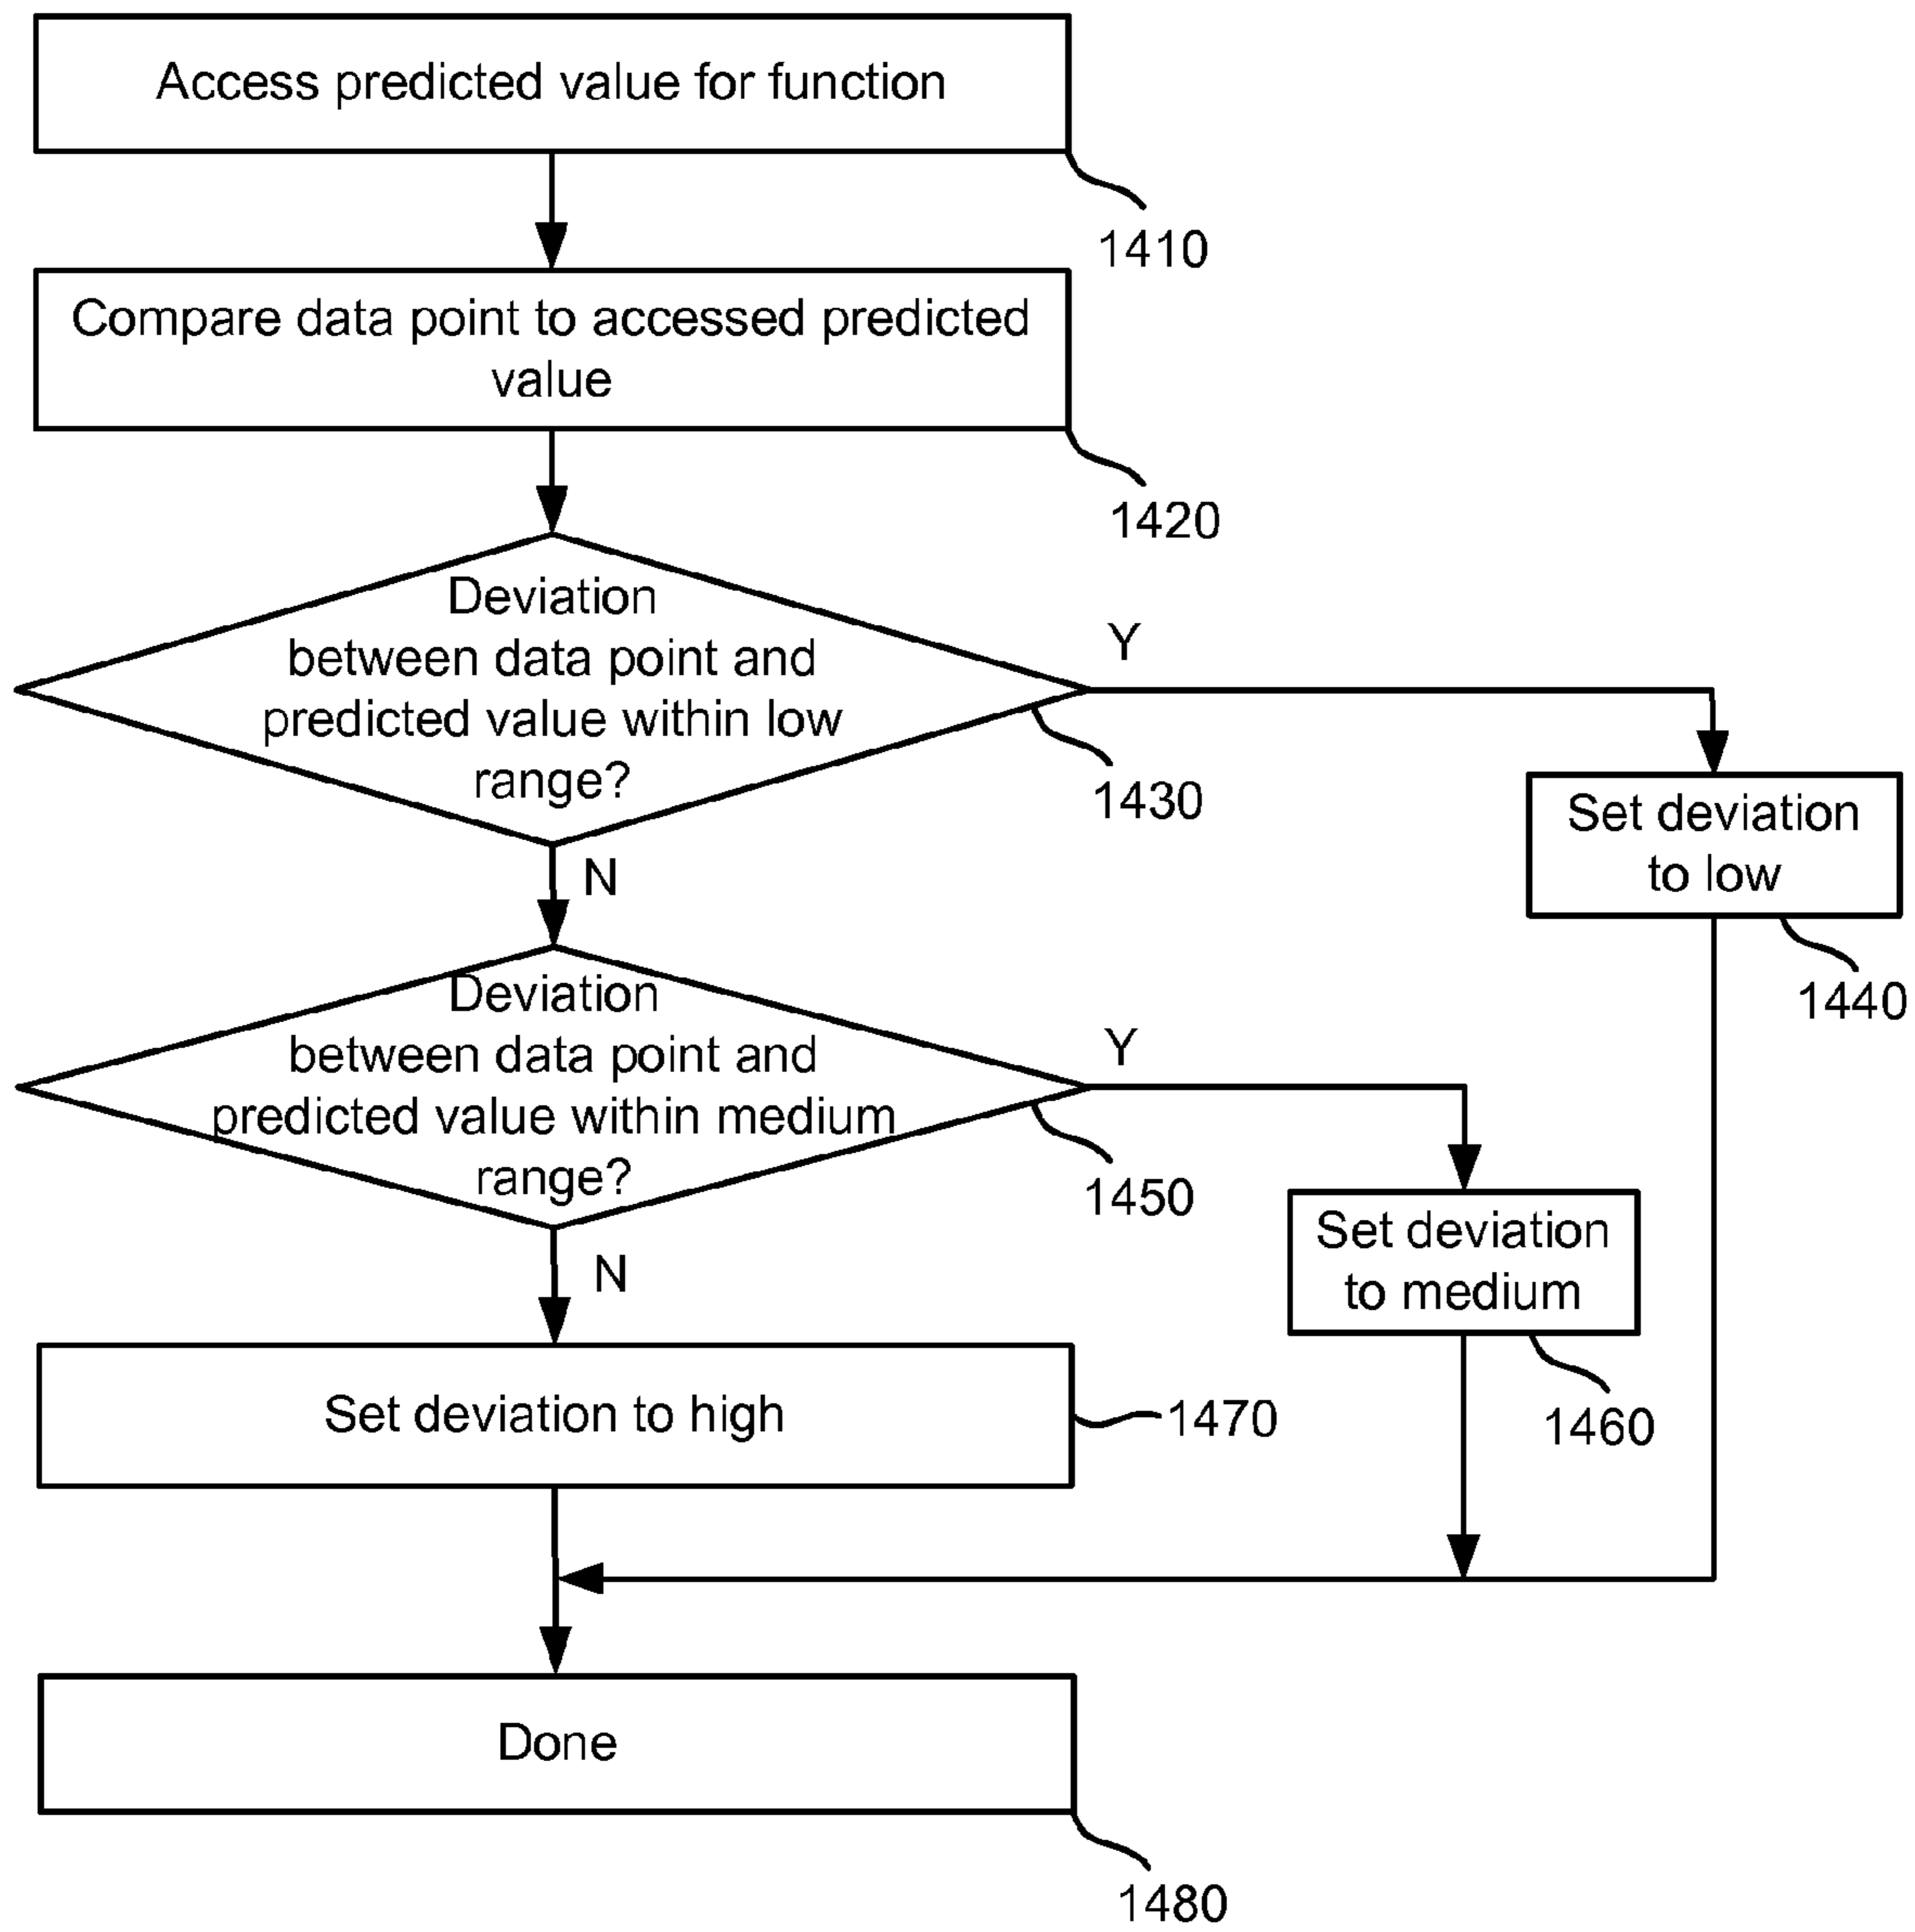 Access predicted value for function
1410
Compare data point to accessed predicted
value
1420
Deviation
between data point and
predicted value within low
range?
Y
1430
N
Set deviation
to low
1440
Deviation
between data point and
predicted value within medium
range?
Y
1450
N
Set deviation
to medium
1460
Set deviation to high
1470
Done
1480